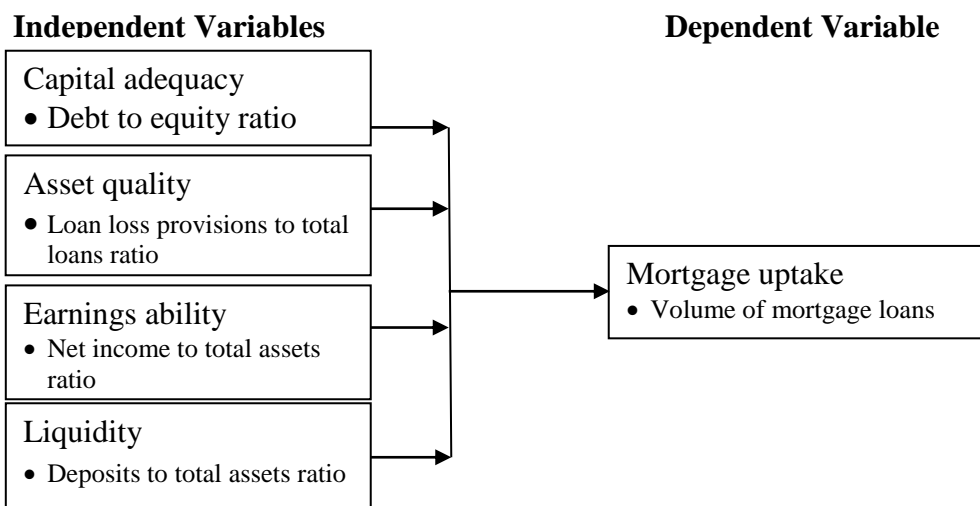 Independent Variables
Dependent Variable
Capital adequacy
• Debt to equity ratio
Asset quality
• Loan loss provisions to total
loans ratio
Earnings ability
• Net income to total assets
ratio
Liquidity
• Deposits to total assets ratio
Mortgage uptake
• Volume of mortgage loans